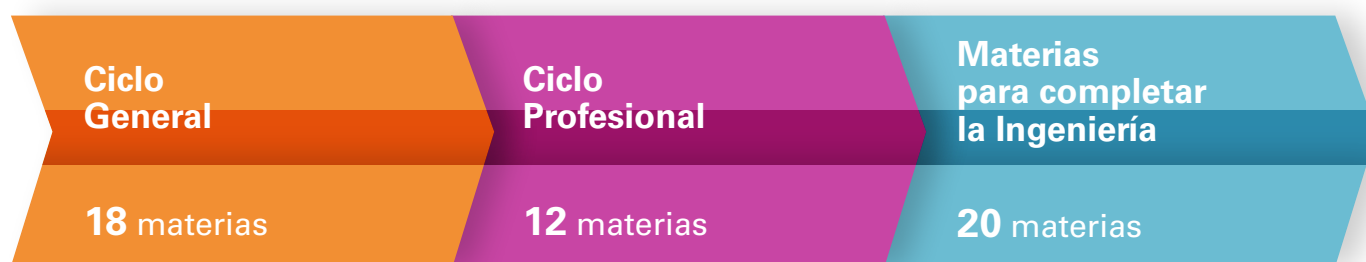 Ciclo
General
18 materias
Ciclo
Profesional
12 materias
Materias
para completar
la Ingeniería
20 materias